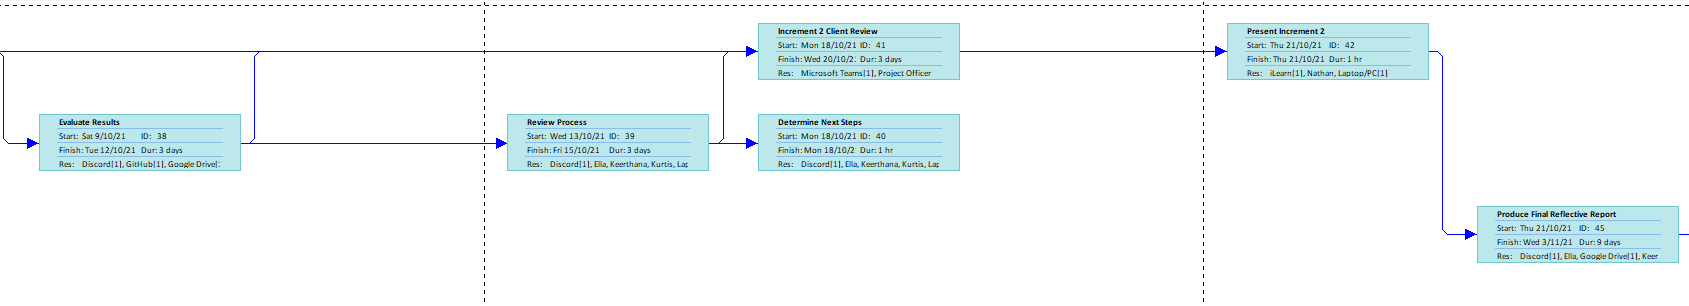 Increment 2 Client Review
Start: Mon 18/10/21 ID: 41
Finish: Wed 20/10/2: Dur: 3 days
Res: Microsoft Teams[1], Project Officer
Present Increment 2
Start: Thu 21/10/21 ID: 42
Finish: Thu 21/10/21 Dur: 1 hr
Res: iLearn[1], Nathan, Laptop/PC[1]
Evaluate Results
Start: Sat 9/10/21 ID: 38
Finish: Tue 12/10/21 Dur: 3 days
Res: Discord[1], GitHub[1], Google Drive[
Review Process
Start: Wed 13/10/21 ID: 39
Finish: Fri 15/10/21 Dur: 3 days
Res: Discord[1], Ella, Keerthana, Kurtis, Lap
Determine Next Steps
Start: Mon 18/10/21 ID: 40
Finish: Mon 18/10/2 Dur: 1 hr
Res: Discord[1], Ella, Keerthana, Kurtis, Lap
Produce Final Reflective Report
Start: Thu 21/10/21 ID: 45
Finish: Wed 3/11/21 Dur: 9 days
Res: Discord[1], Ella, Google Drive[1], Keer